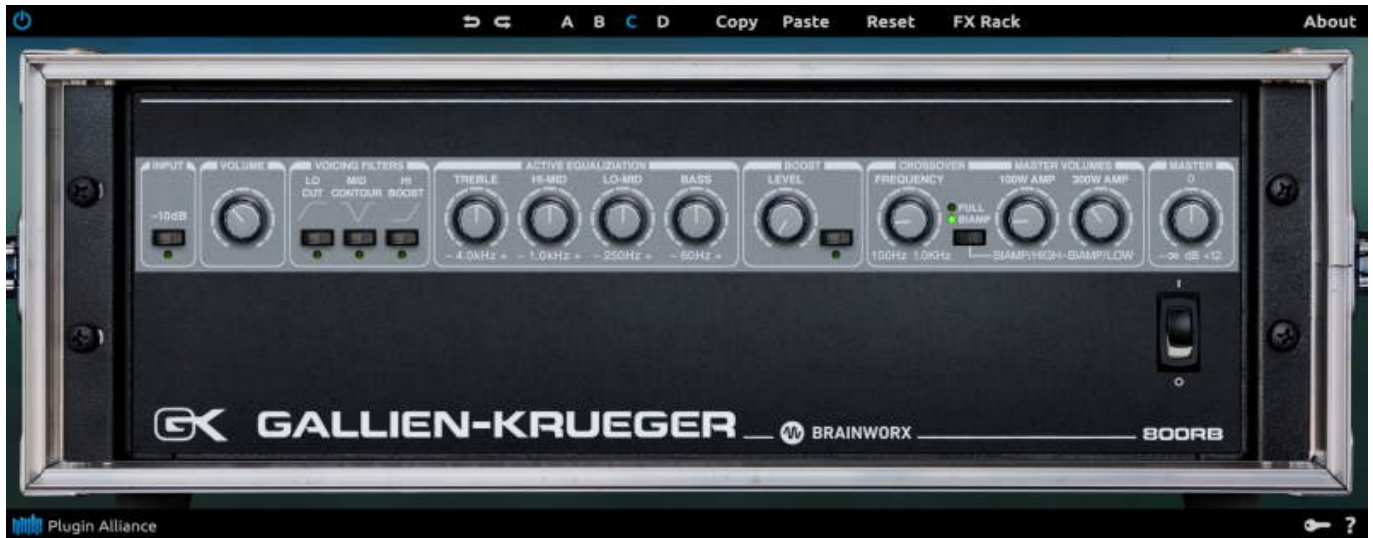 A B C D Copy Paste Reset FX Rack About
INPUT VOLUME VOICING FILTERS ACTIVE EQUALIZIATION BOOST CROSSOVER MASTER VOLUMES MASTER
LO CUT MID CONTOUR HI BOOST TREBLE HI-MID LO-MID BASS LEVEL FREQUENCY 100W AMP 300W AMP 0
-10dB FULL
BIAMP
- 4.0kHz + - 1.0kHz + - 250Hz + - 60Hz + 100Hz 1.0KHz BIAMP/HIGH BIAMP/LOW -∞ dB +12
I
O
GK GALLIEN-KRUEGER BRAINWORX 800RB
Plugin Alliance ?